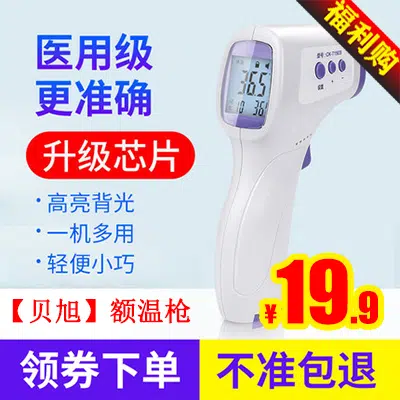 福利购
医用级
更准确
升级芯片
高亮背光
一机多用
轻便小巧
36.5
【贝旭】额温枪
¥19.9
领券下单
不准包退